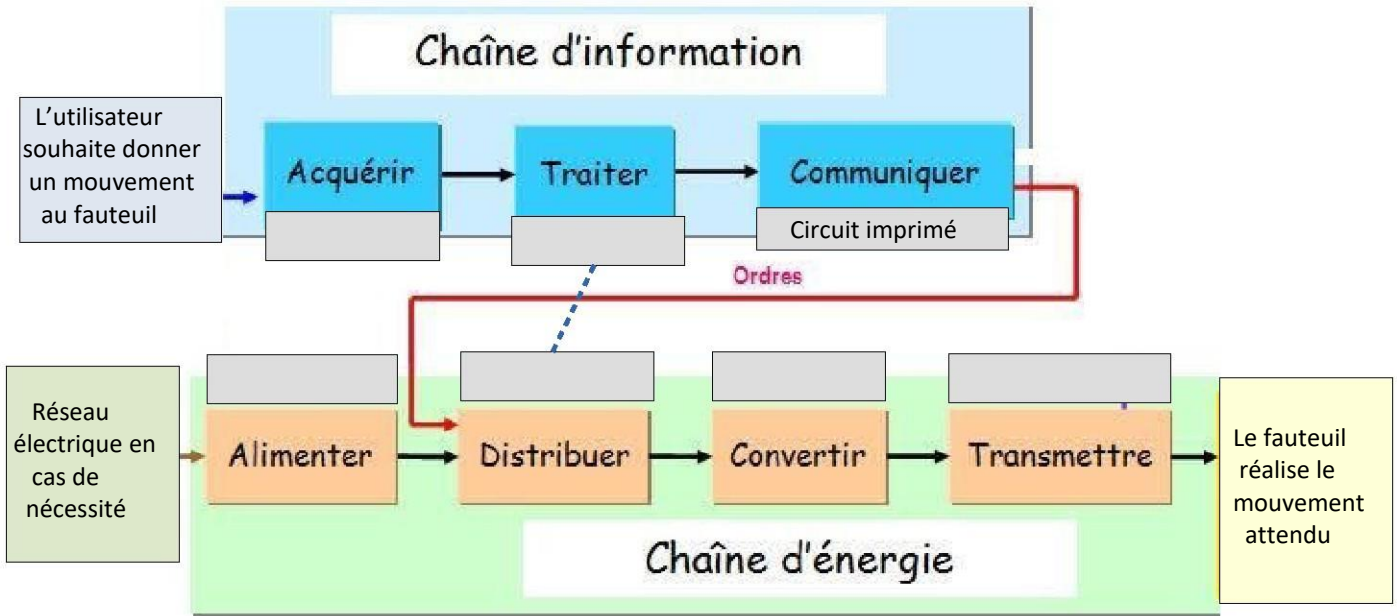 Chaîne d'information
L'utilisateur
souhaite donner
un mouvement
au fauteuil
Acquérir
Traiter
Communiquer
Circuit imprimé
Ordres
Réseau
électrique en
cas de
nécessité
Alimenter
Distribuer
Convertir
Transmettre
Le fauteuil
réalise le
mouvement
attendu
Chaîne d'énergie